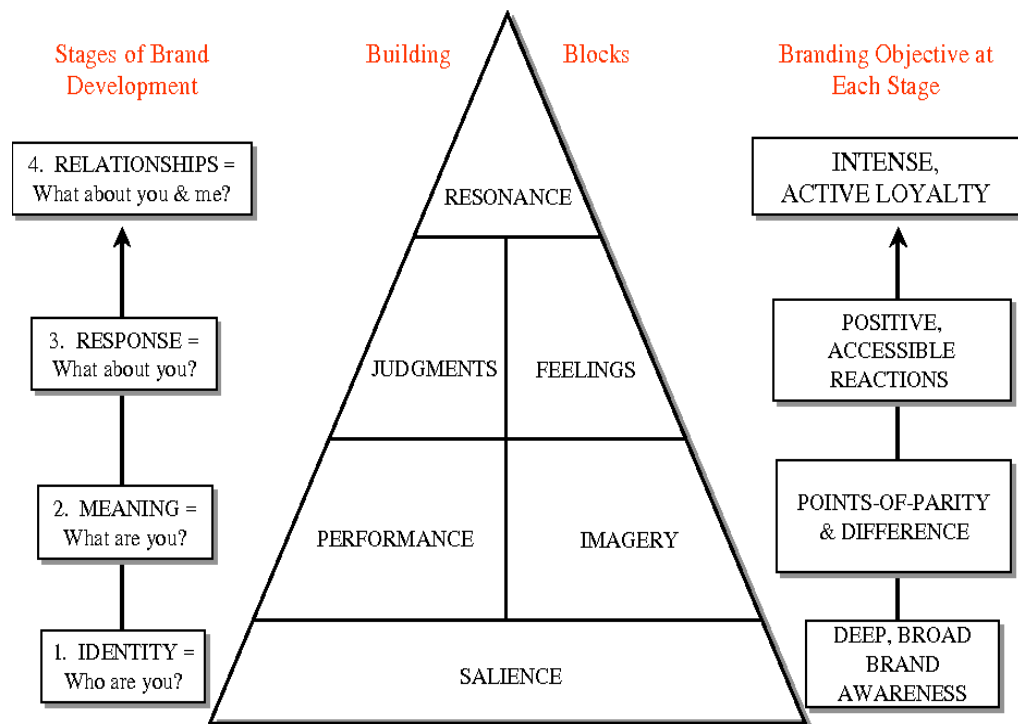 Stages of Brand
Development
Building Blocks
Branding Objective at
Each Stage
4. RELATIONSHIPS =
What about you & me?
3. RESPONSE =
What about you?
2. MEANING =
What are you?
1. IDENTITY =
Who are you?
RESONANCE
JUDGMENTS
FEELINGS
PERFORMANCE
IMAGERY
SALIENCE
INTENSE,
ACTIVE LOYALTY
POSITIVE,
ACCESSIBLE
REACTIONS
POINTS-OF-PARITY
& DIFFERENCE
DEEP, BROAD
BRAND
AWARENESS